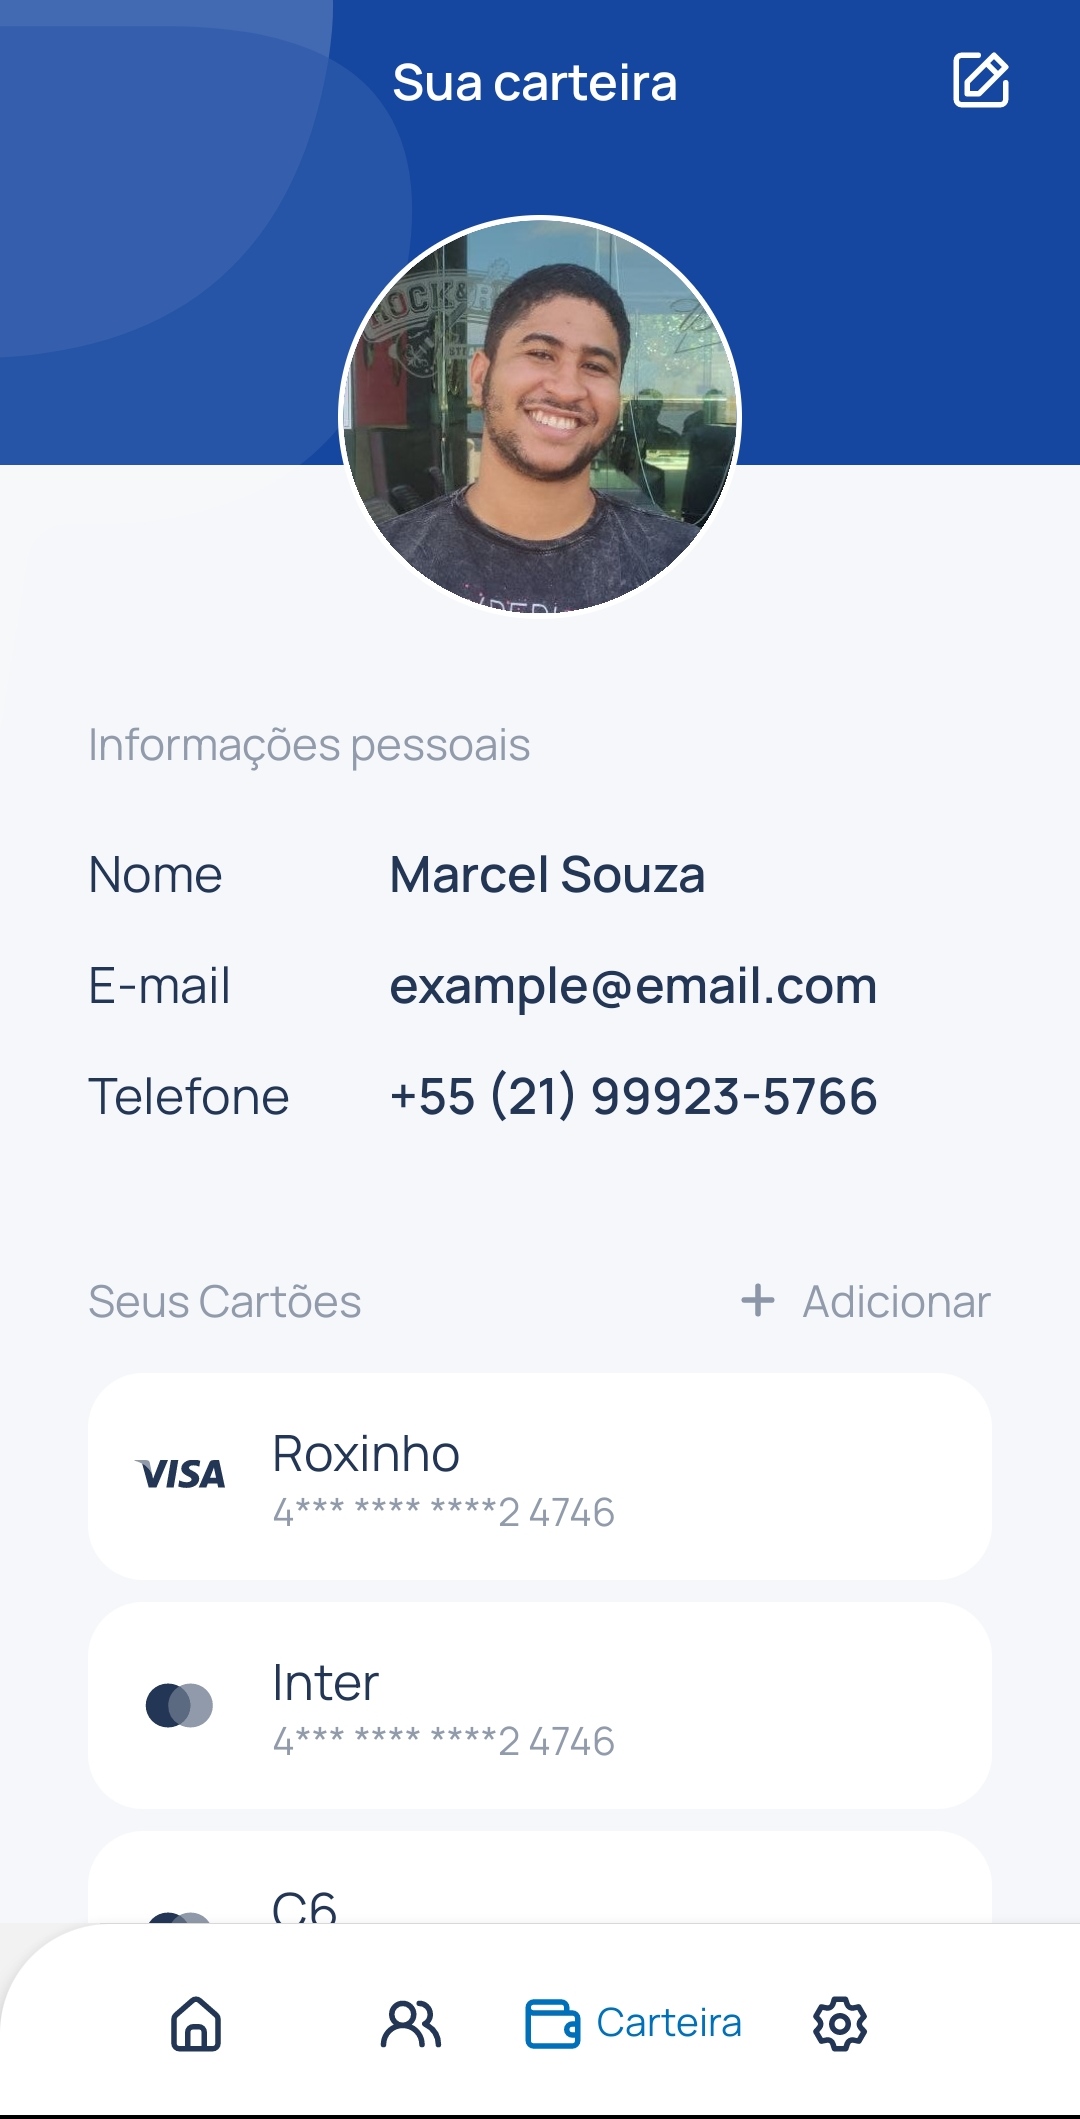 Sua carteira
ROCK&R
Informações pessoais
Nome Marcel Souza
E-mail example@email.com
Telefone +55 (21) 99923-5766
Seus Cartões + Adicionar
VISA Roxinho
4*** **** ****2 4746
Inter
4*** **** ****2 4746
C6
Carteira